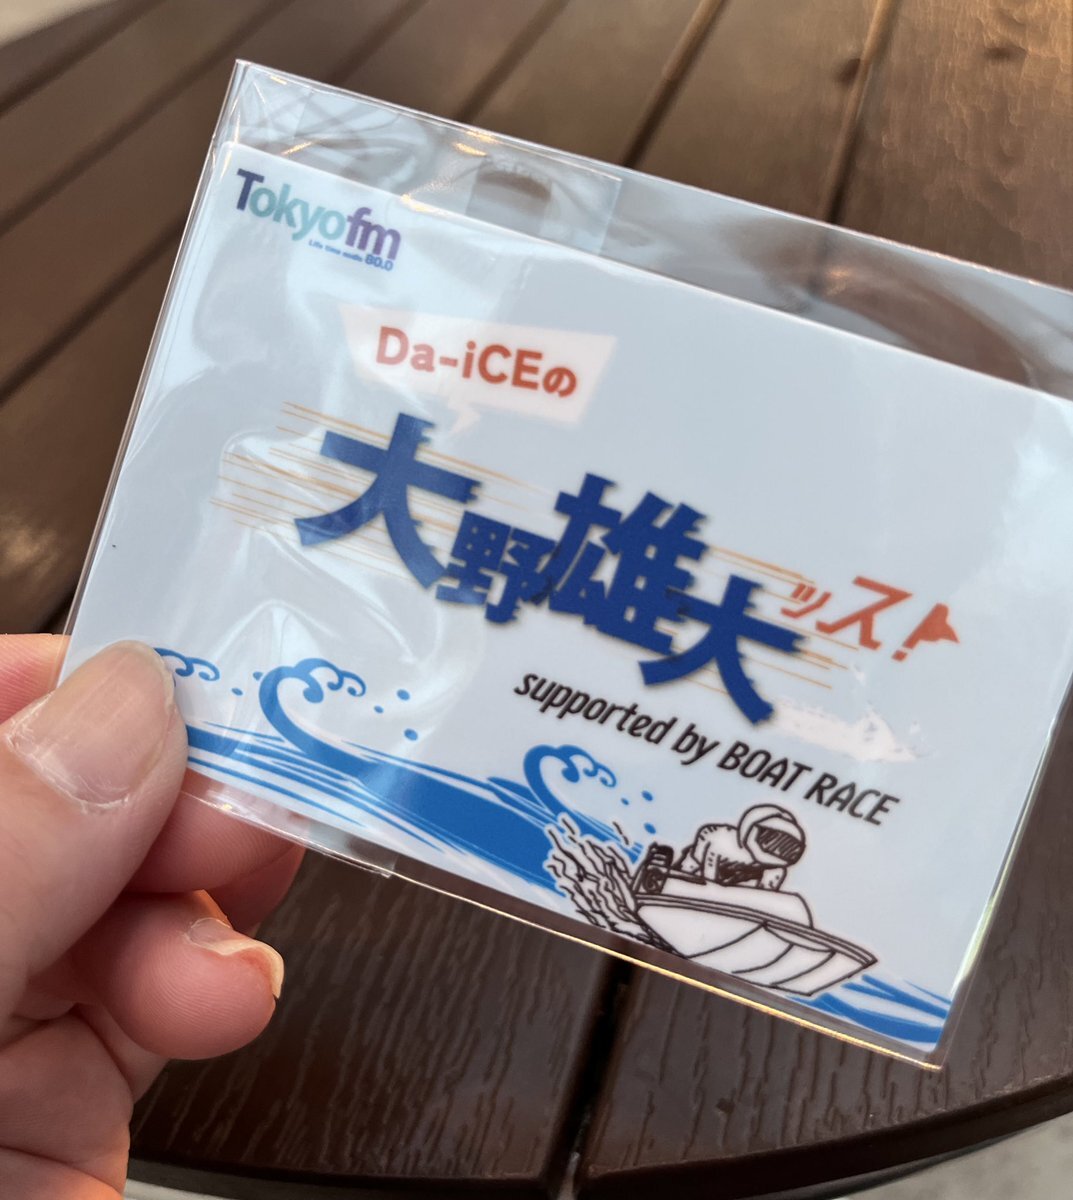 Tokyofm
Life time audio 80.0
Da-iCEの
大野雄大ッス!
supported by BOAT RACE